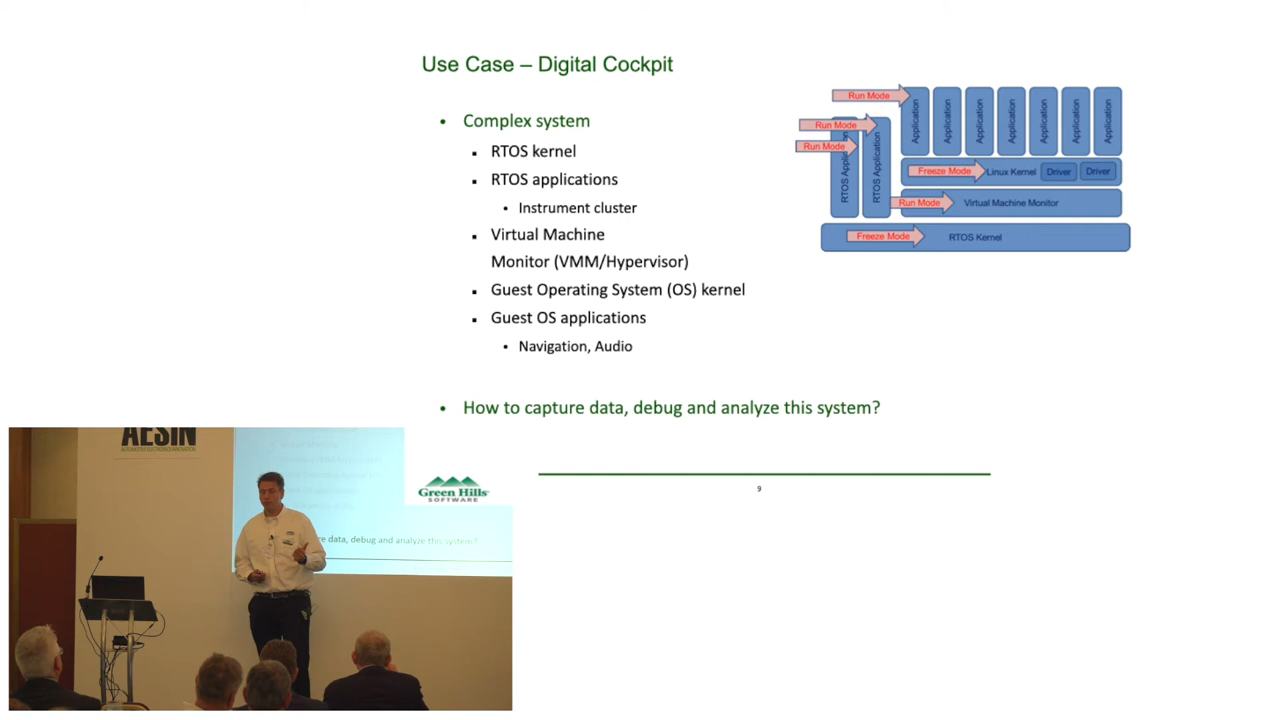 Use Case – Digital Cockpit
• Complex system
▪ RTOS kernel
▪ RTOS applications
• Instrument cluster
▪ Virtual Machine
Monitor (VMM/Hypervisor)
▪ Guest Operating System (OS) kernel
▪ Guest OS applications
• Navigation, Audio
• How to capture data, debug and analyze this system?
Run Mode
Run Mode
Run Mode
RTOS Application
RTOS Application
Application
Application
Application
Application
Application
Application
Application
Freeze Mode
Linux Kernel
Driver
Driver
Run Mode
Virtual Machine Monitor
Freeze Mode
RTOS Kernel
AESIN
AUTOMOTIVE ELECTRONICS INNOVATION
data, debug and analyze this system?
Green Hills
SOFTWARE
9